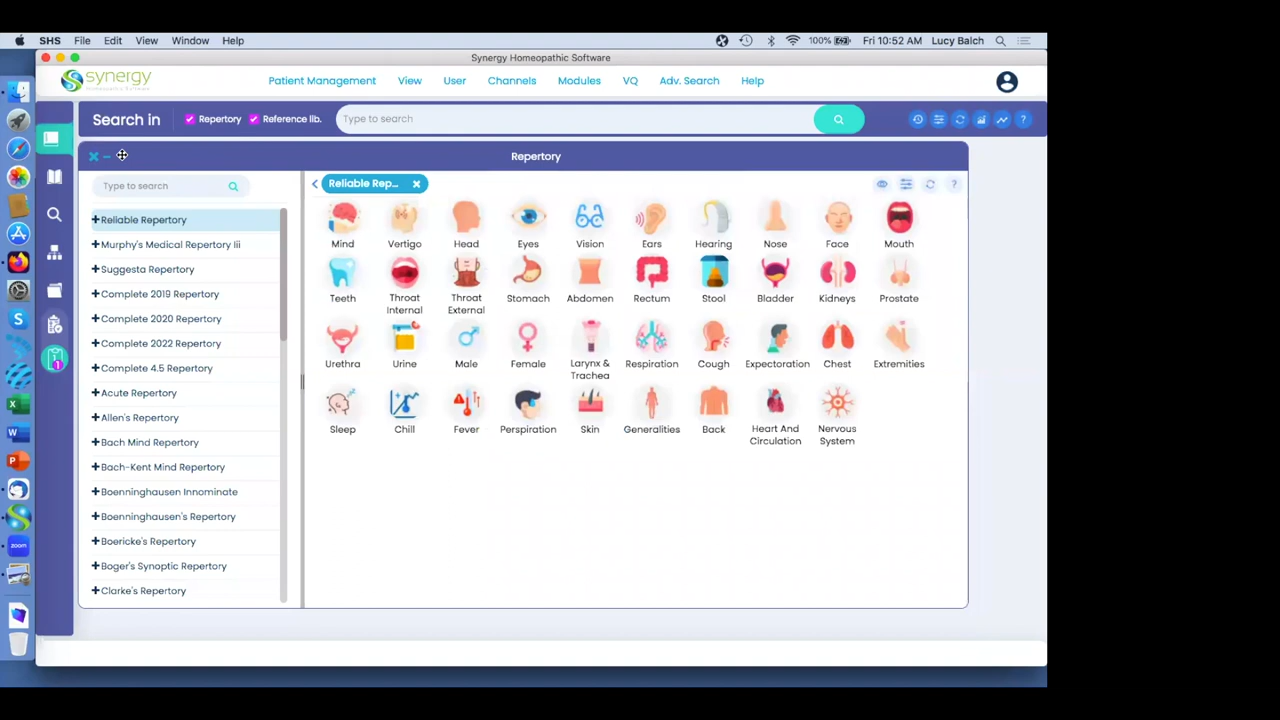 SHS File Edit View Window Help 100% Fri 10:52 AM Lucy Balch
Synergy Homeopathic Software
synergy
Patient Management View User Channels Modules VQ Adv. Search Help
Search in Repertory Reference lib. Type to search ?
Repertory
Type to search
Reliable Repertory
Murphy's Medical Repertory Iii
Suggesta Repertory
Complete 2019 Repertory
Complete 2020 Repertory
Complete 2022 Repertory
Complete 4.5 Repertory
Acute Repertory
Allen's Repertory
Bach Mind Repertory
Bach-Kent Mind Repertory
Boenninghausen Innominate
Boenninghausen's Repertory
Boericke's Repertory
Boger's Synoptic Repertory
Clarke's Repertory
Reliable Rep... ?
Mind Vertigo Head Eyes Vision Ears Hearing Nose Face Mouth
Teeth Throat Internal Throat External Stomach Abdomen Rectum Stool Bladder Kidneys Prostate
Urethra Urine Male Female Larynx & Trachea Respiration Cough Expectoration Chest Extremities
Sleep Chill Fever Perspiration Skin Generalities Back Heart And Circulation Nervous System
1
zoom